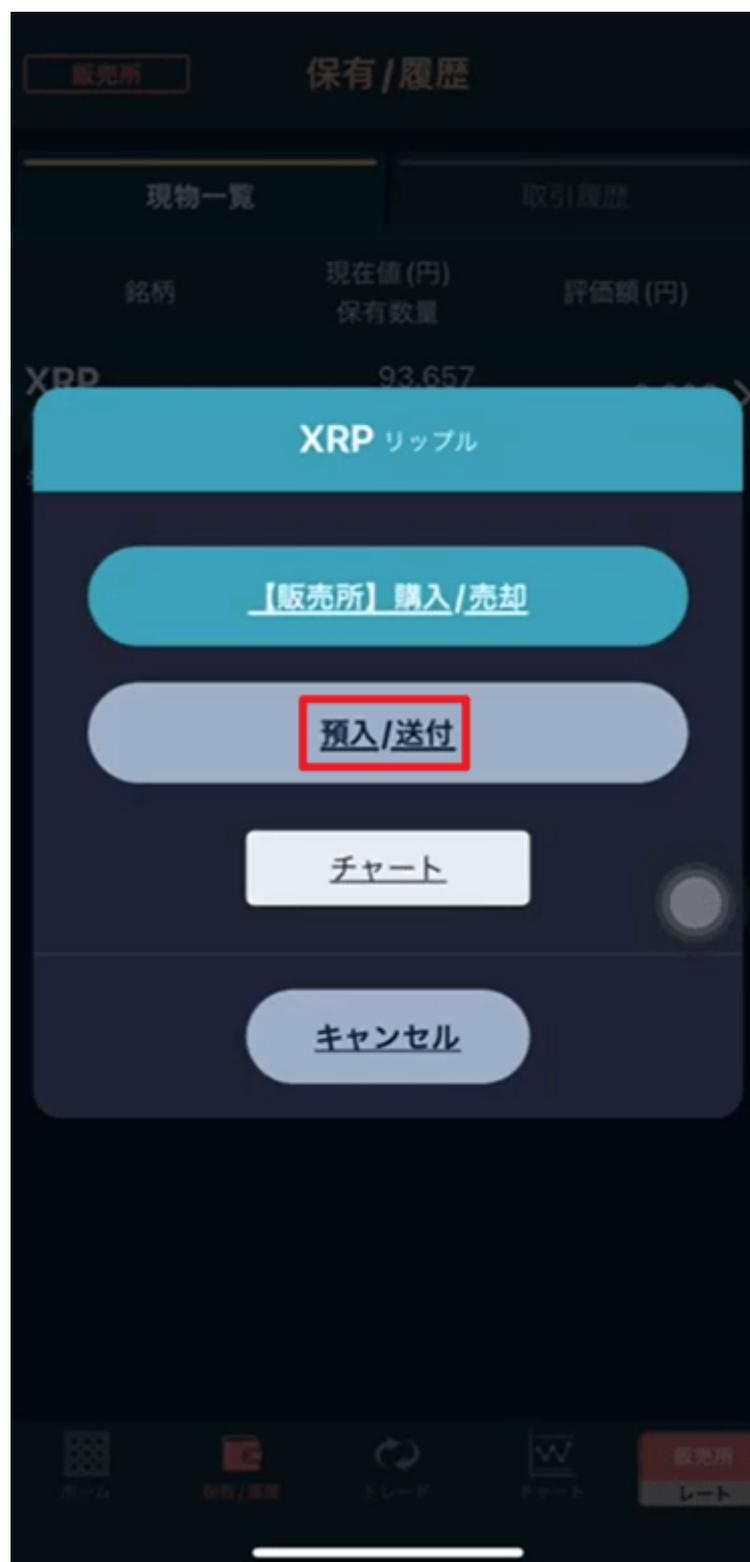 販売所
保有/履歴
現物一覧
取引履歴
銘柄
現在値(円)
保有数量
評価額(円)
XRP
93.657
XRP リップル
【販売所】購入/売却
預入/送付
チャート
キャンセル
ホーム
保有/履歴
トレード
チャート
販売所
レート